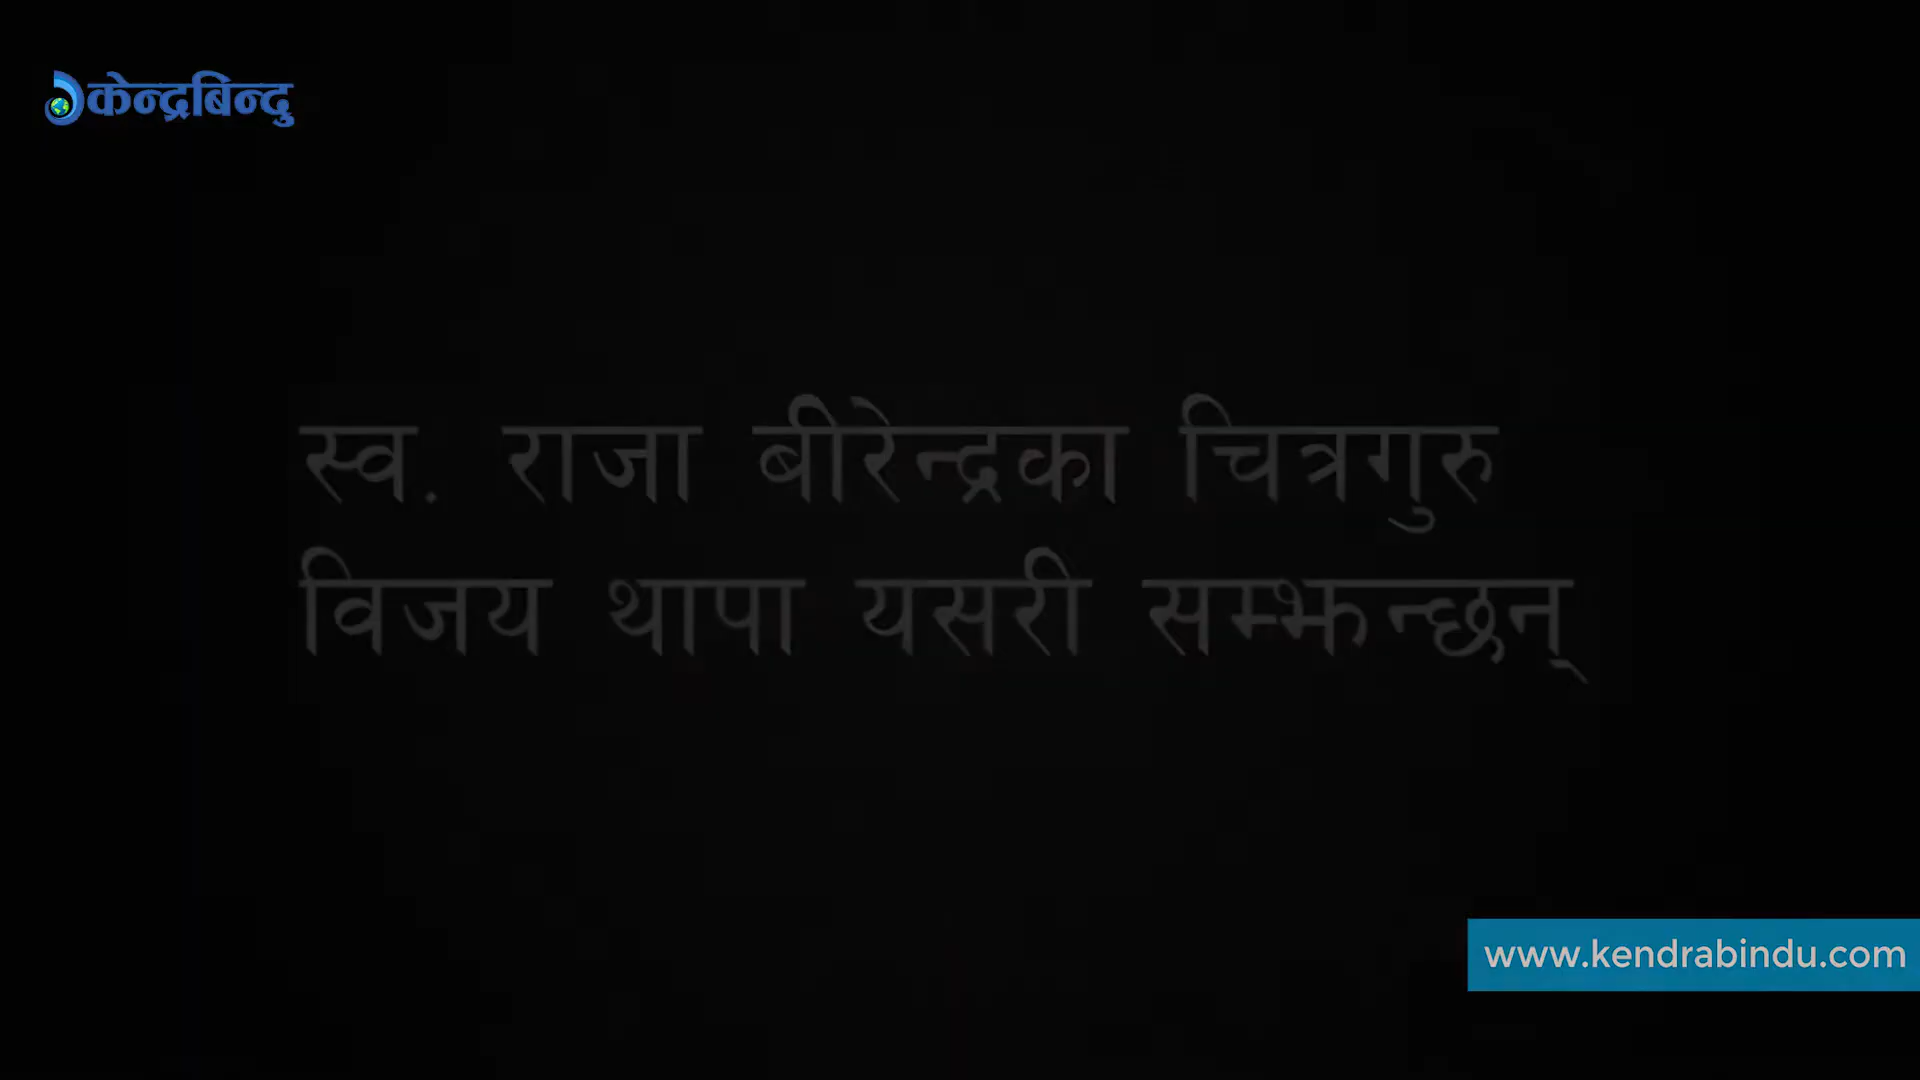 केन्द्रबिन्दु
स्व. राजा बीरेन्द्रका चित्रगुरु
विजय थापा यसरी सम्झन्छन्
www.kendrabindu.com